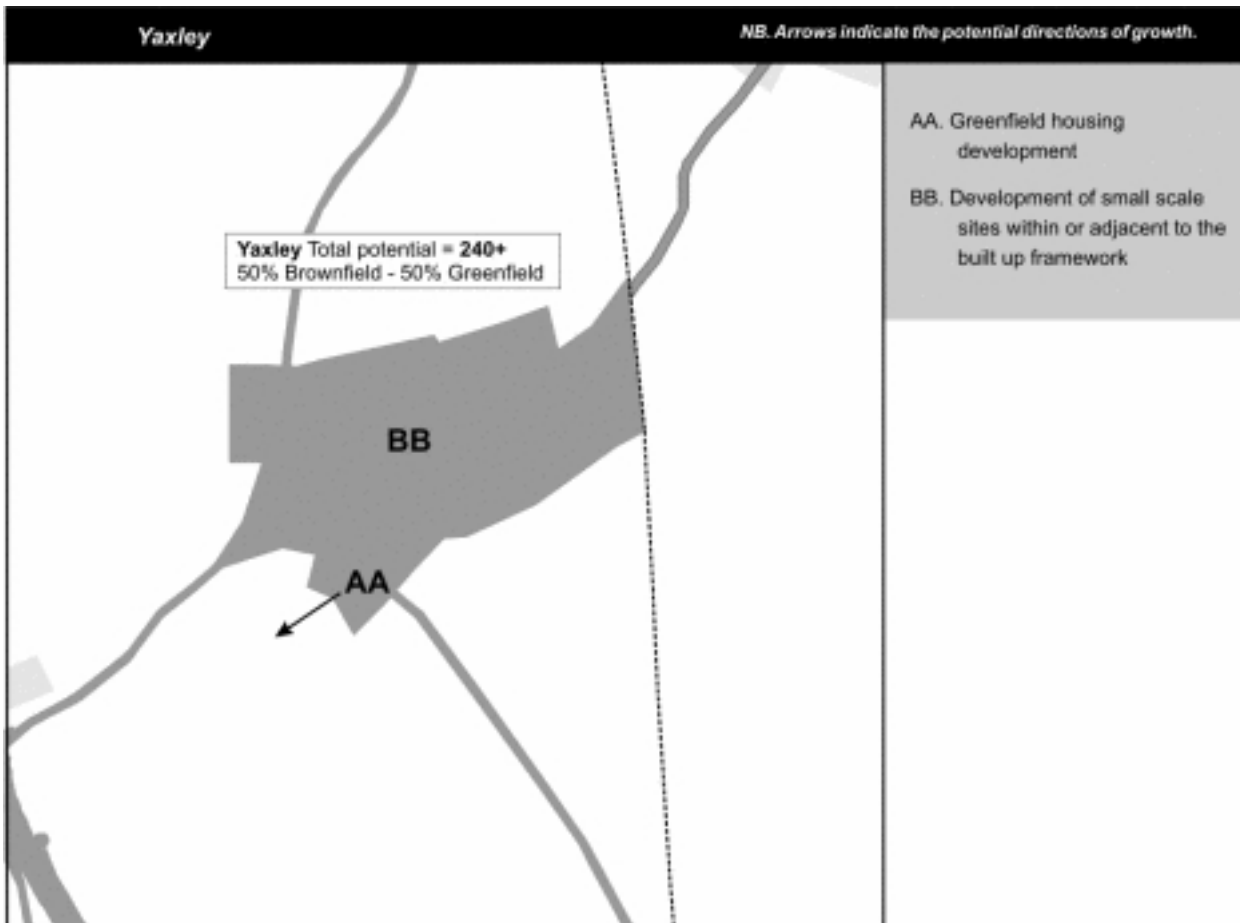 Yaxley
NB. Arrows indicate the potential directions of growth.
AA. Greenfield housing
development
BB. Development of small scale
sites within or adjacent to the
built up framework
Yaxley Total potential = 240+
50% Brownfield - 50% Greenfield
BB
AA